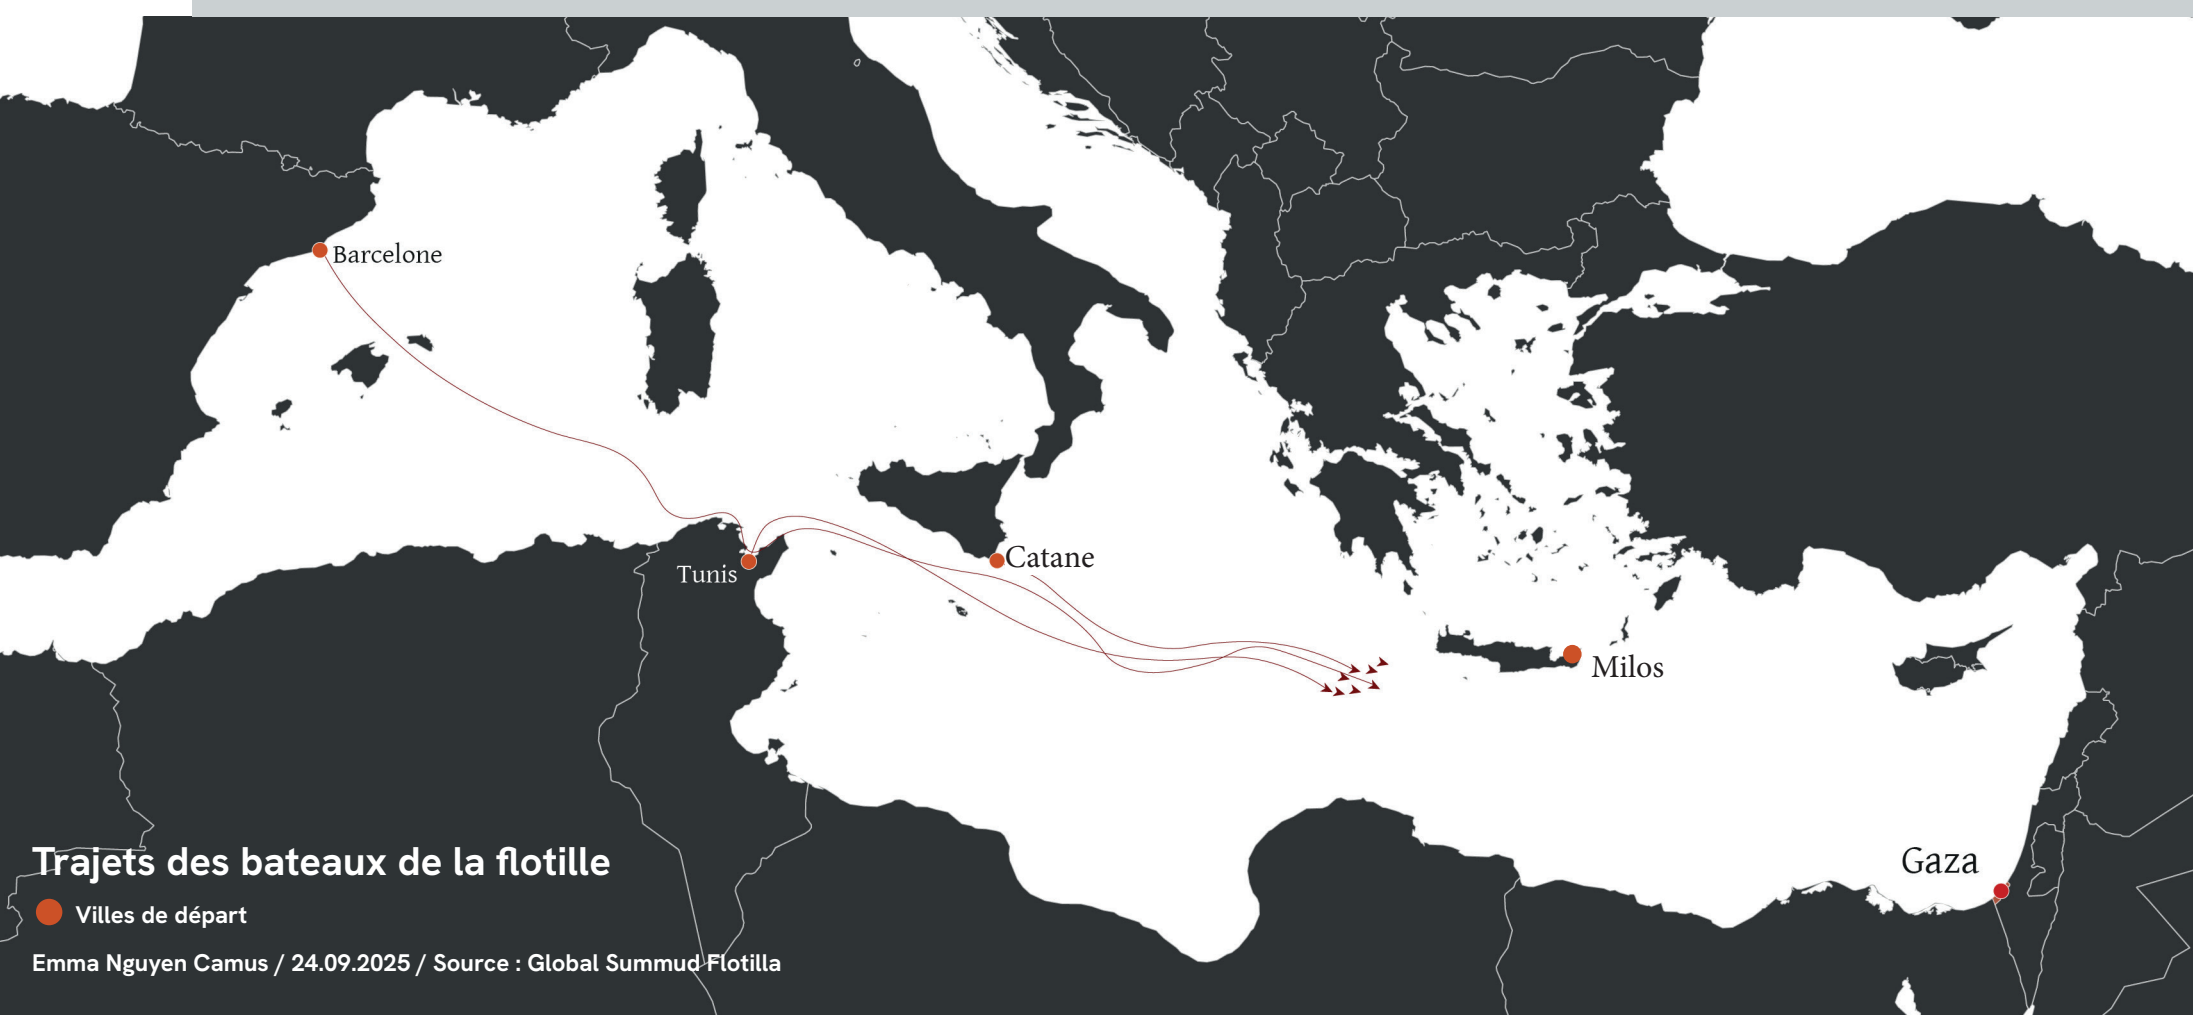 Barcelone
Tunis
Catane
Milos
Gaza
Trajets des bateaux de la flotille
Villes de départ
Emma Nguyen Camus / 24.09.2025 / Source : Global Summud Flotilla